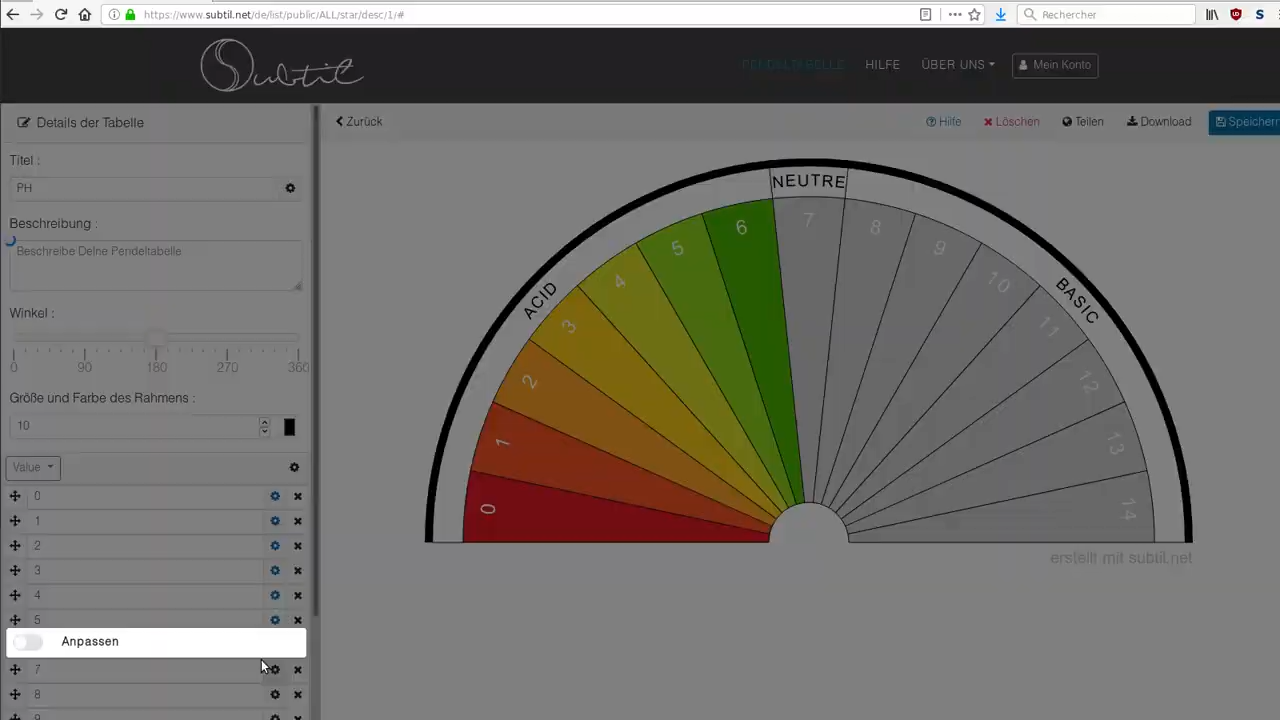 https://www.subtil.net/de/list/public/ALL/star/desc/1/#
Rechercher
Subtil
PENDELTABELLE
HILFE
ÜBER UNS
Mein Konto
Details der Tabelle
Zurück
Hilfe
Löschen
Teilen
Download
Speichern
Titel :
PH
Beschreibung :
Beschreibe Deine Pendeltabelle
Winkel :
0 90 180 270 360
Größe und Farbe des Rahmens :
10
Value
0
1
2
3
4
5
Anpassen
7
8
9
ACID
NEUTRE
BASIC
0
1
2
3
4
5
6
7
8
9
10
11
12
13
14
erstellt mit subtil.net